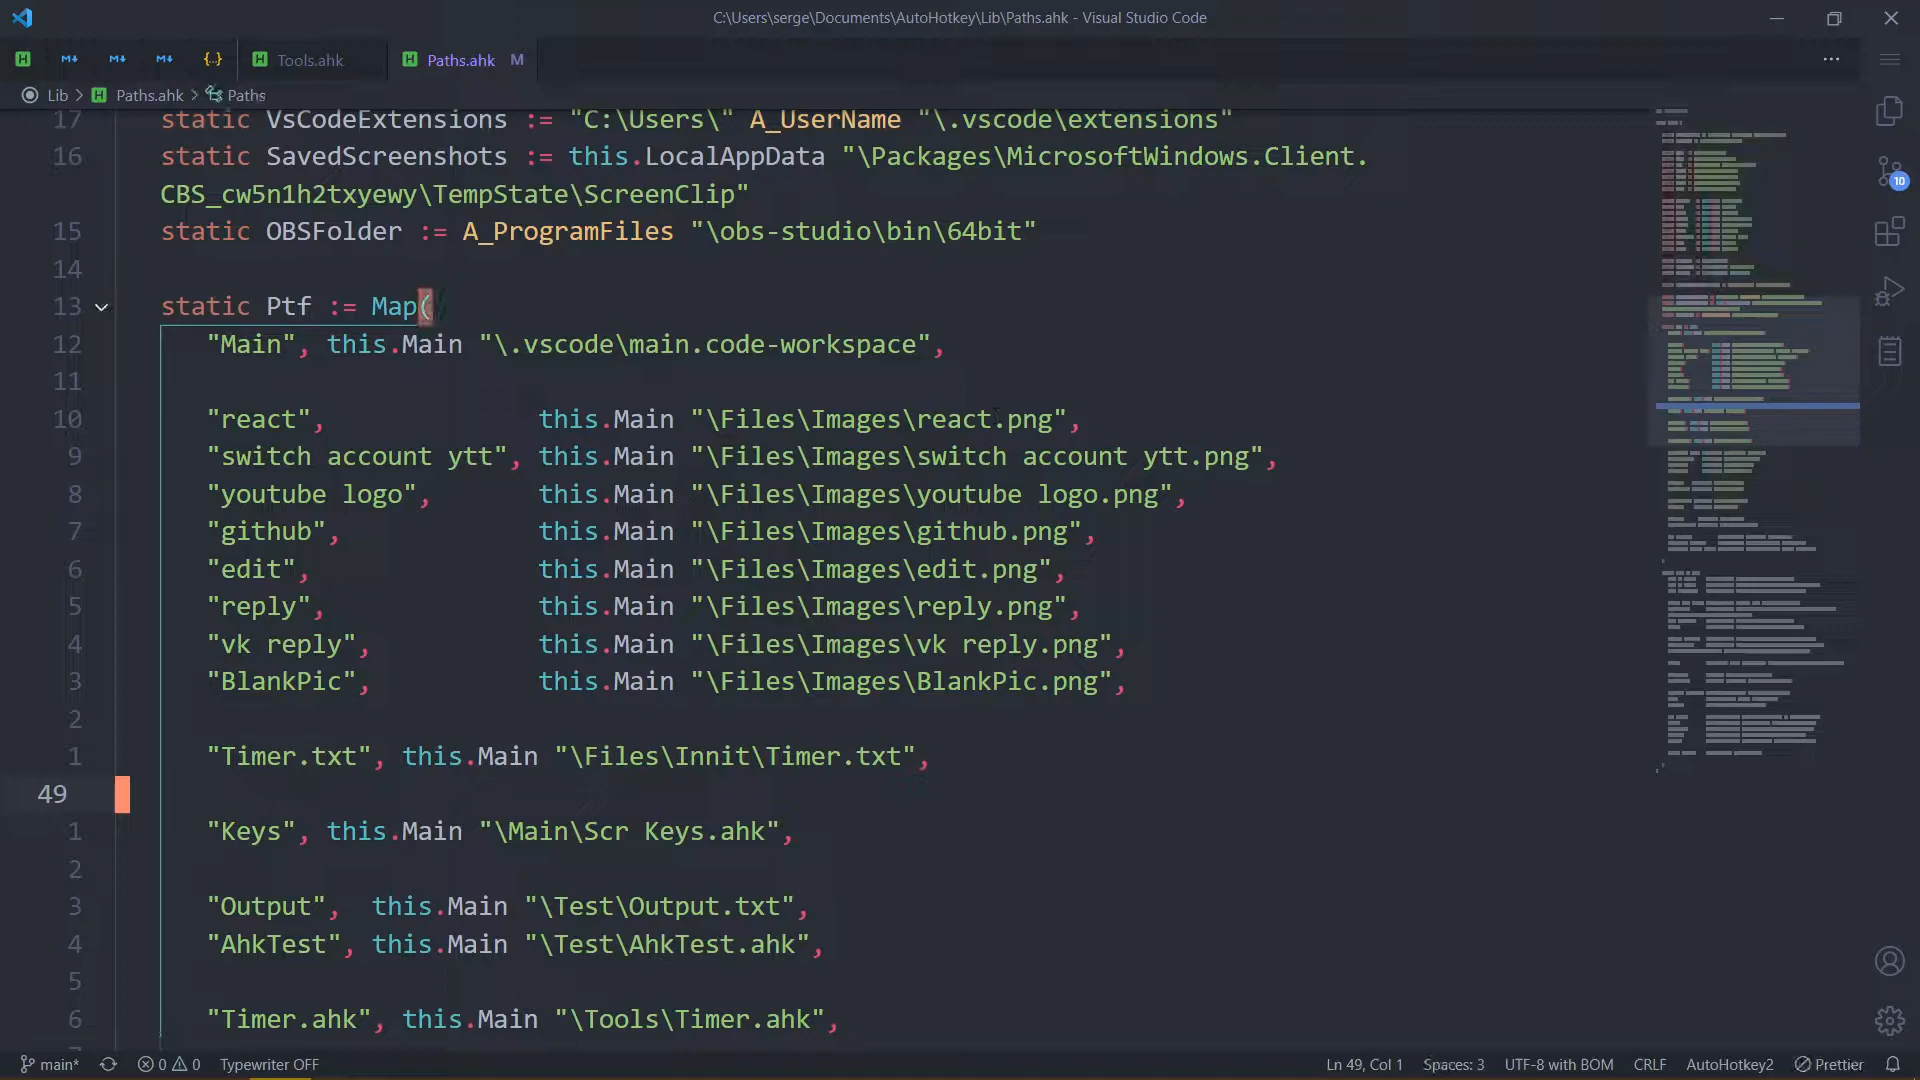 C:\Users\serge\Documents\AutoHotkey\Lib\Paths.ahk - Visual Studio Code
Tools.ahk
Paths.ahk M
Lib > Paths.ahk > Paths
17 static VsCodeExtensions := "C:\Users\" A_UserName "\.vscode\extensions"
16 static SavedScreenshots := this.LocalAppData "\Packages\MicrosoftWindows.Client.
CBS_cw5n1h2txyewy\TempState\ScreenClip"
15 static OBSFolder := A_ProgramFiles "\obs-studio\bin\64bit"
14
13 static Ptf := Map(
12 "Main", this.Main "\.vscode\main.code-workspace",
11
10 "react", this.Main "\Files\Images\react.png",
9 "switch account ytt", this.Main "\Files\Images\switch account ytt.png",
8 "youtube logo", this.Main "\Files\Images\youtube logo.png",
7 "github", this.Main "\Files\Images\github.png",
6 "edit", this.Main "\Files\Images\edit.png",
5 "reply", this.Main "\Files\Images\reply.png",
4 "vk reply", this.Main "\Files\Images\vk reply.png",
3 "BlankPic", this.Main "\Files\Images\BlankPic.png",
2
1 "Timer.txt", this.Main "\Files\Innit\Timer.txt",
49
1 "Keys", this.Main "\Main\Scr Keys.ahk",
2
3 "Output", this.Main "\Test\Output.txt",
4 "AhkTest", this.Main "\Test\AhkTest.ahk",
5
6 "Timer.ahk", this.Main "\Tools\Timer.ahk",
10
main* 0 0 Typewriter OFF Ln 49, Col 1 Spaces: 3 UTF-8 with BOM CRLF AutoHotkey2 Prettier